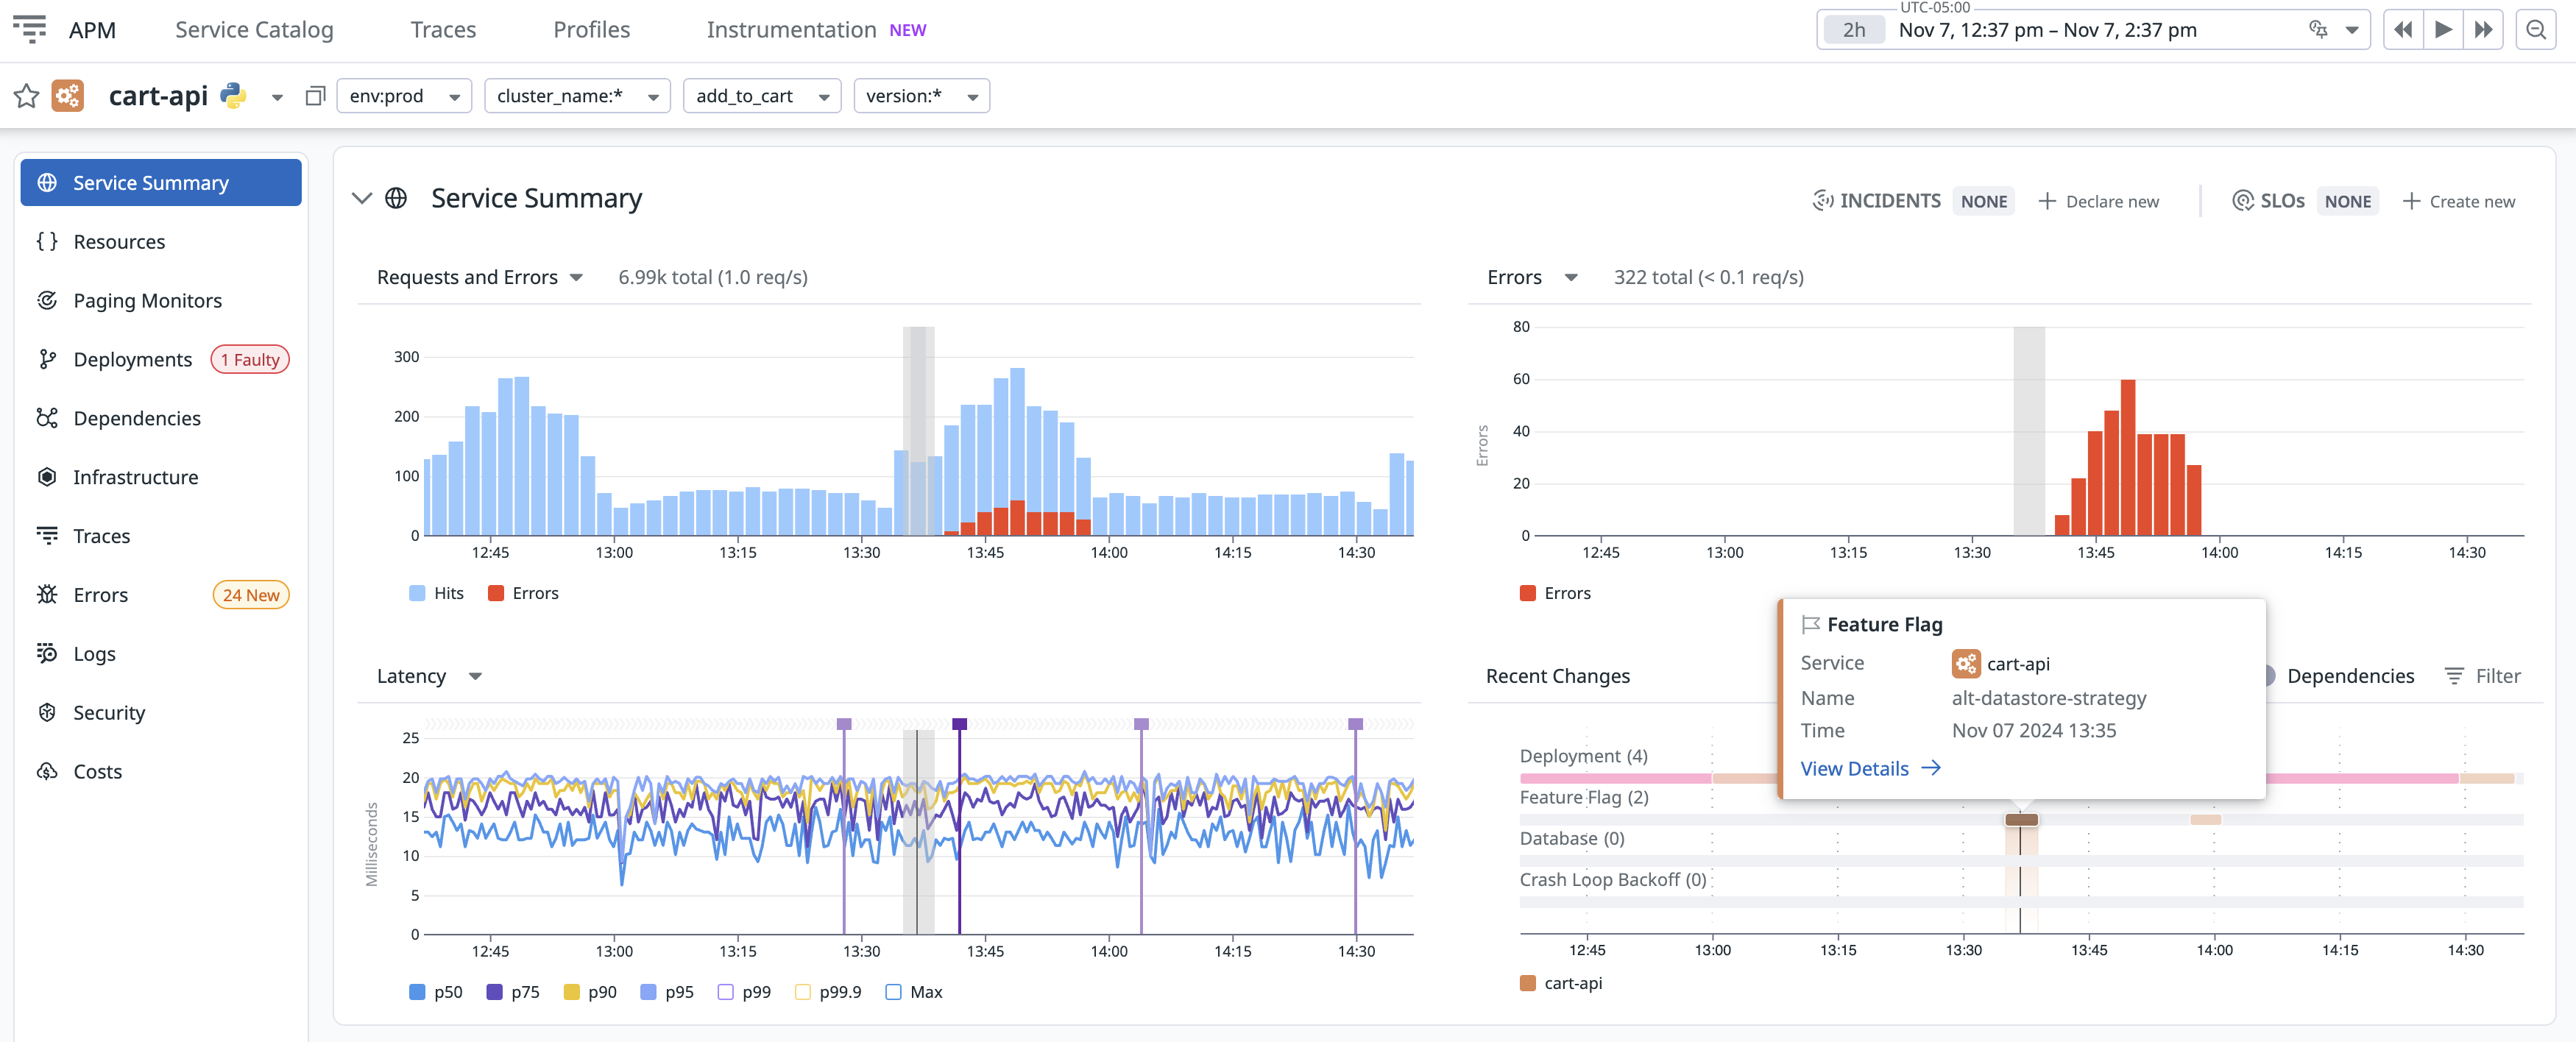 UTC-05:00
APM Service Catalog Traces Profiles Instrumentation NEW 2h Nov 7, 12:37 pm – Nov 7, 2:37 pm
cart-api env:prod cluster_name:* add_to_cart version:*
Service Summary
Resources
Paging Monitors
Deployments 1 Faulty
Dependencies
Infrastructure
Traces
Errors 24 New
Logs
Security
Costs
Service Summary INCIDENTS NONE + Declare new SLOs NONE + Create new
Requests and Errors 6.99k total (1.0 req/s)
300
200
100
0
12:45 13:00 13:15 13:30 13:45 14:00 14:15 14:30
Hits Errors
Errors 322 total (< 0.1 req/s)
80
60
40
20
0
Errors
12:45 13:00 13:15 13:30 13:45 14:00 14:15 14:30
Errors
Latency
25
20
15
10
5
0
Milliseconds
12:45 13:00 13:15 13:30 13:45 14:00 14:15 14:30
p50 p75 p90 p95 p99 p99.9 Max
Recent Changes Dependencies Filter
Feature Flag
Service cart-api
Name alt-datastore-strategy
Time Nov 07 2024 13:35
View Details →
Deployment (4)
Feature Flag (2)
Database (0)
Crash Loop Backoff (0)
12:45 13:00 13:15 13:30 13:45 14:00 14:15 14:30
cart-api